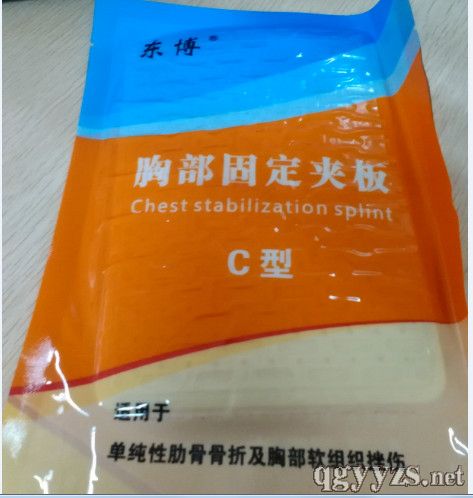 东博®
胸部固定夹板
Chest stabilization splint
C型
适用于
单纯性肋骨骨折及胸部软组织挫伤
qgyyzs.net